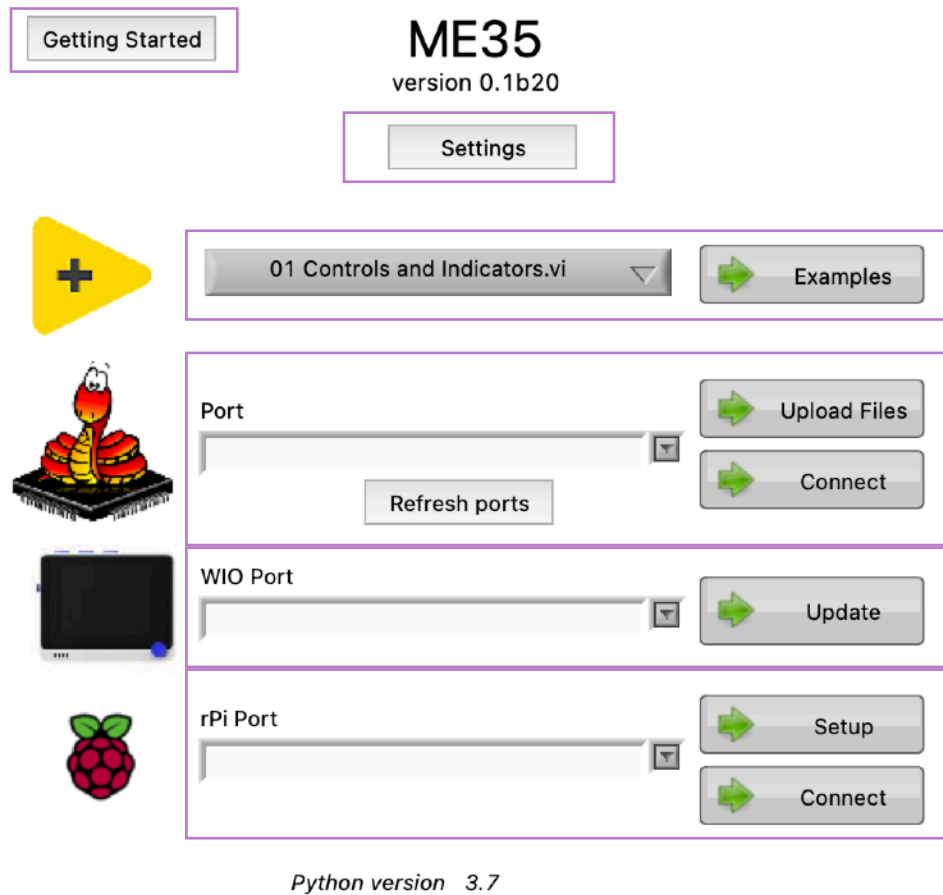 Getting Started
ME35
version 0.1b20
Settings
01 Controls and Indicators.vi
Examples
Port
Upload Files
Refresh ports
Connect
WIO Port
Update
rPi Port
Setup
Connect
Python version 3.7